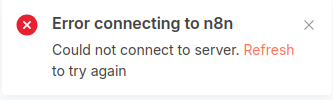 Error connecting to n8n
Could not connect to server. Refresh
to try again